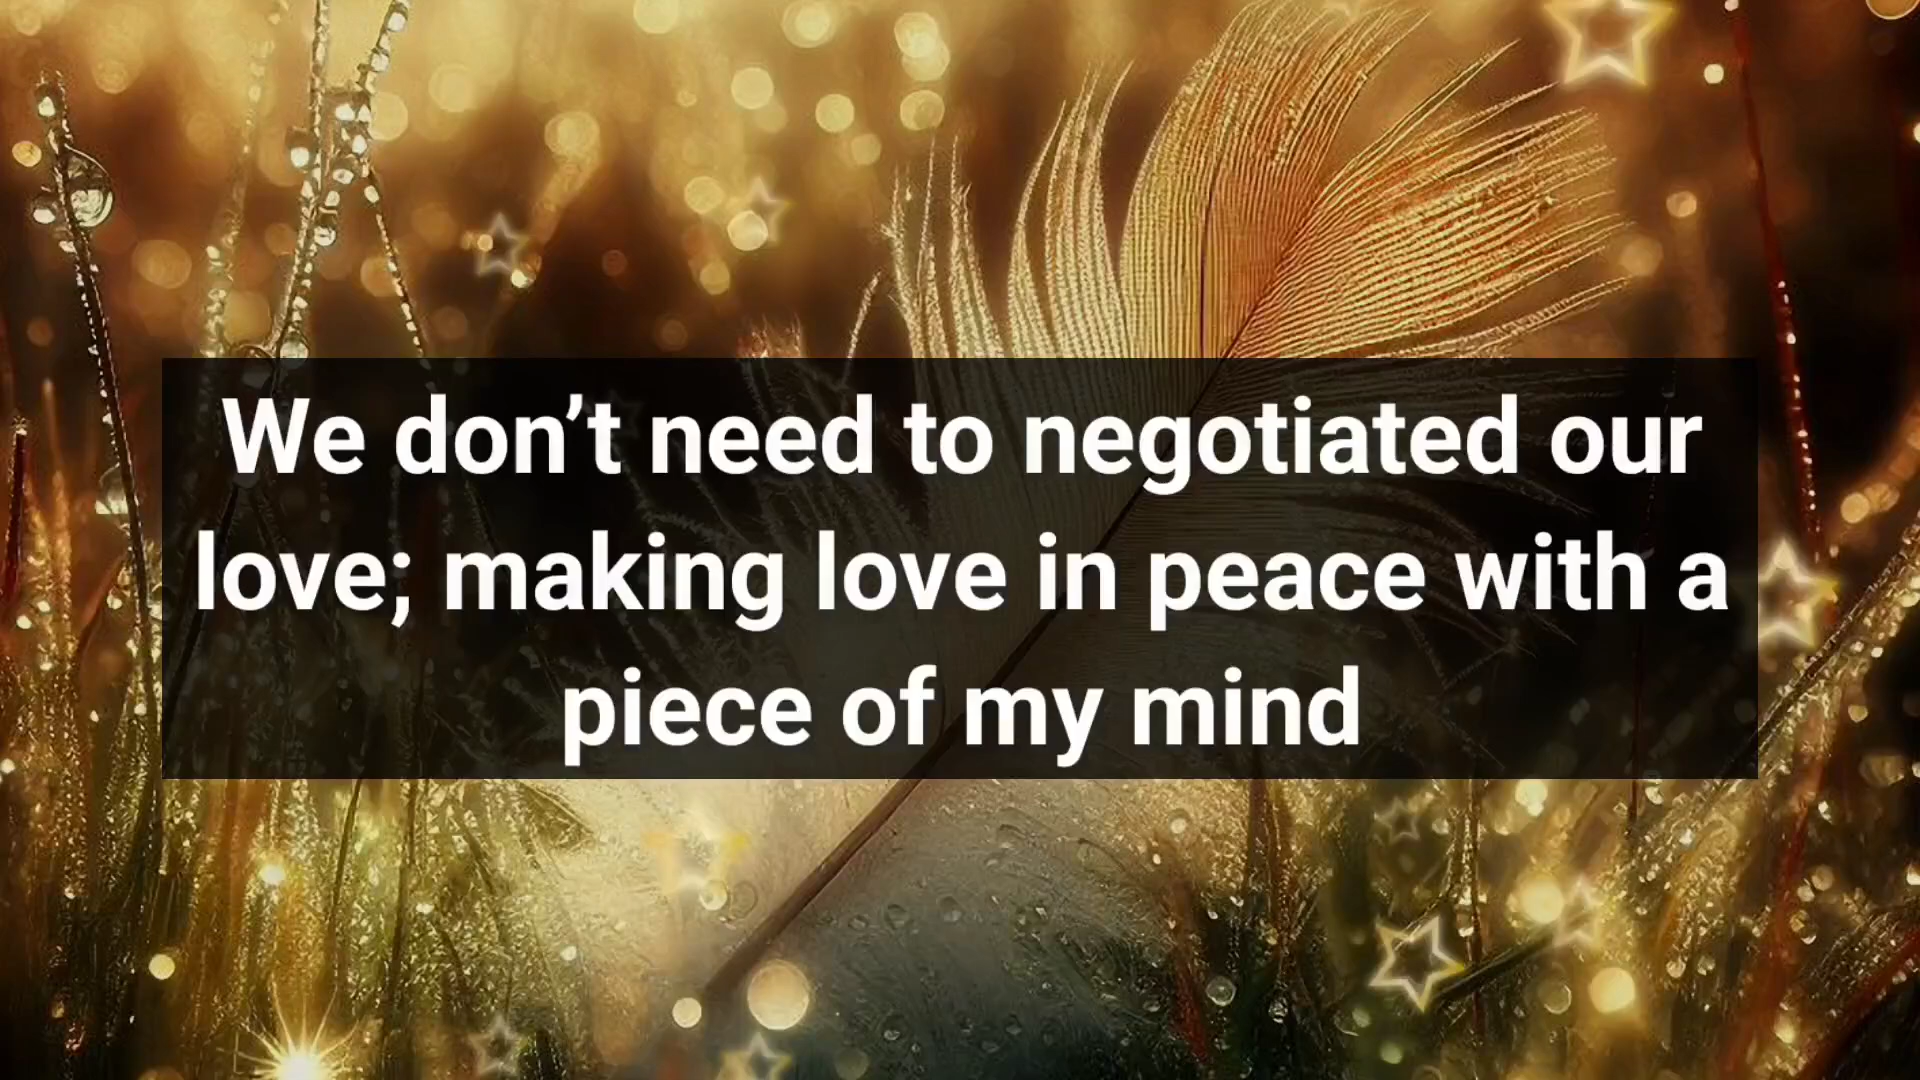 We don’t need to negotiated our
love; making love in peace with a
piece of my mind